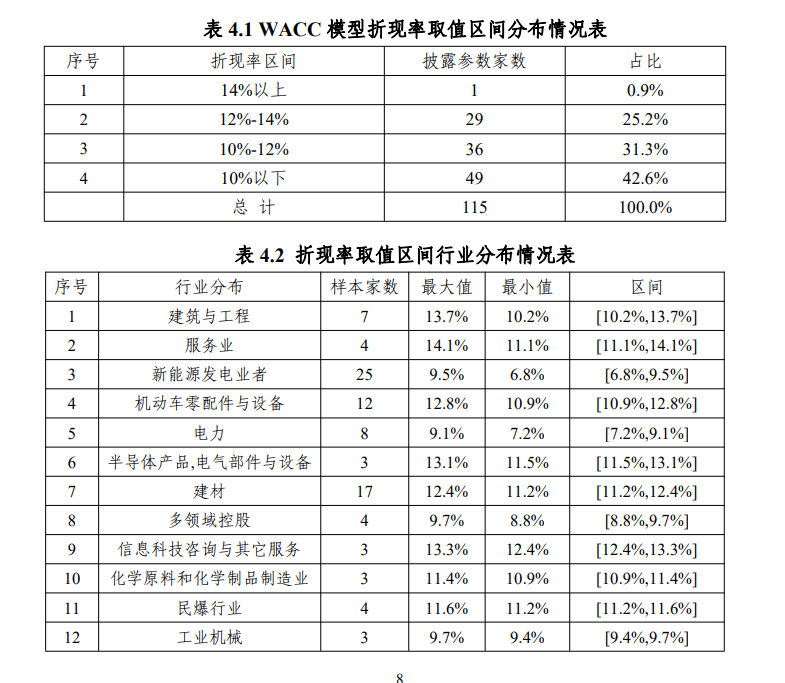 表 4.1 WACC 模型折现率取值区间分布情况表
序号 折现率区间 披露参数家数 占比
1 14%以上 1 0.9%
2 12%-14% 29 25.2%
3 10%-12% 36 31.3%
4 10%以下 49 42.6%
总 计 115 100.0%
表 4.2 折现率取值区间行业分布情况表
序号 行业分布 样本家数 最大值 最小值 区间
1 建筑与工程 7 13.7% 10.2% [10.2%,13.7%]
2 服务业 4 14.1% 11.1% [11.1%,14.1%]
3 新能源发电业者 25 9.5% 6.8% [6.8%,9.5%]
4 机动车零配件与设备 12 12.8% 10.9% [10.9%,12.8%]
5 电力 8 9.1% 7.2% [7.2%,9.1%]
6 半导体产品,电气部件与设备 3 13.1% 11.5% [11.5%,13.1%]
7 建材 17 12.4% 11.2% [11.2%,12.4%]
8 多领域控股 4 9.7% 8.8% [8.8%,9.7%]
9 信息科技咨询与其它服务 3 13.3% 12.4% [12.4%,13.3%]
10 化学原料和化学制品制造业 3 11.4% 10.9% [10.9%,11.4%]
11 民爆行业 4 11.6% 11.2% [11.2%,11.6%]
12 工业机械 3 9.7% 9.4% [9.4%,9.7%]
8